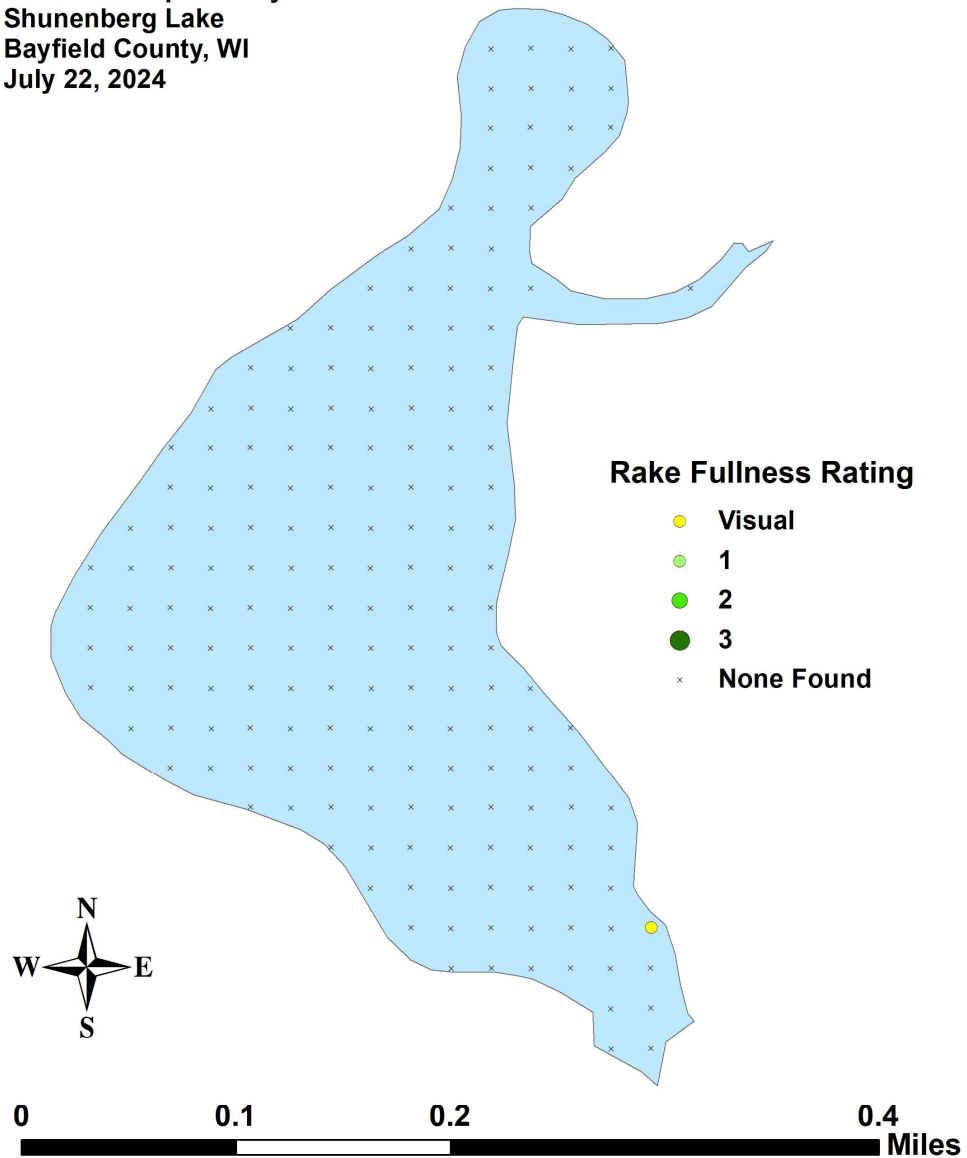 Shunenberg Lake
Bayfield County, WI
July 22, 2024
Rake Fullness Rating
Visual
1
2
3
None Found
N
W E
S
0 0.1 0.2 0.4
Miles